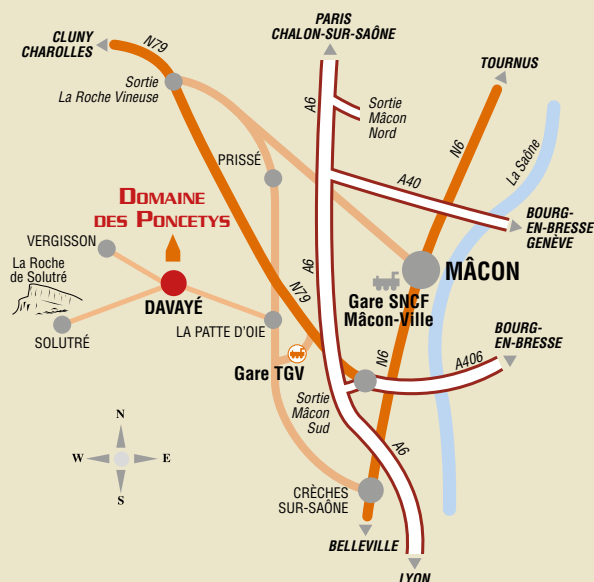 PARIS
CHALON-SUR-SAÔNE
CLUNY
CHAROLLES
N79
TOURNUS
Sortie
La Roche Vineuse
A6
Sortie
Mâcon
Nord
N6
La Saône
PRISSÉ
A40
DOMAINE
DES PONCETYS
BOURG-
EN-BRESSE
GENÈVE
VERGISSON
La Roche
de Solutré
A6
MÂCON
DAVAYÉ
N79
Gare SNCF
Mâcon-Ville
SOLUTRÉ
LA PATTE D'OIE
BOURG-
EN-BRESSE
N6
A406
Gare TGV
Sortie
Mâcon
Sud
A6
N
W
E
S
CRÈCHES
SUR-SAÔNE
BELLEVILLE
LYON